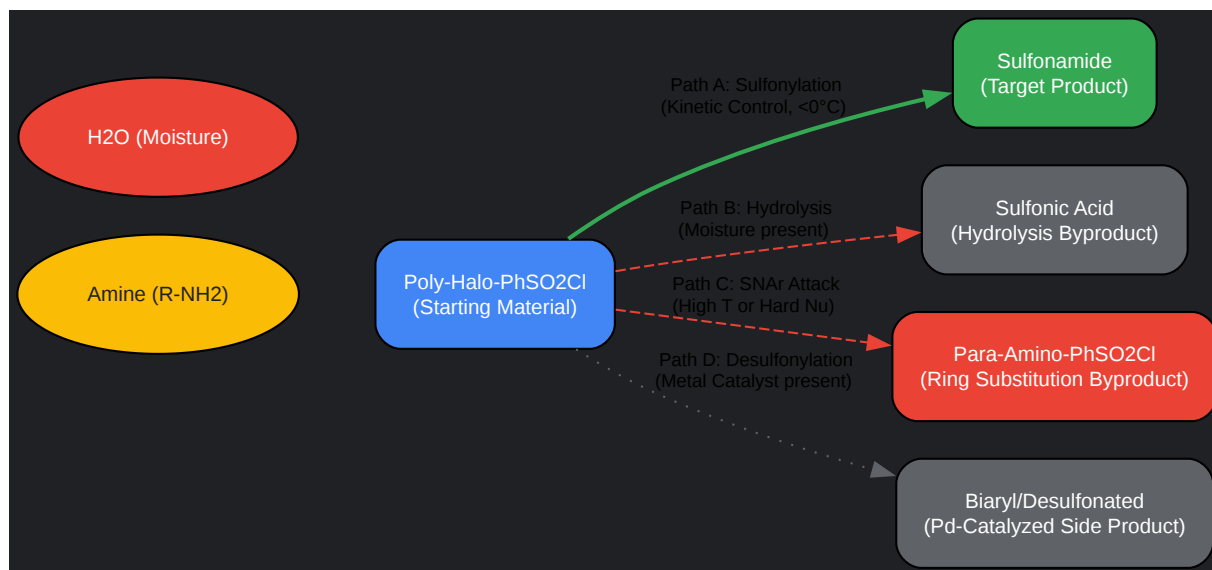 H2O (Moisture)
Amine (R-NH2)
Poly-Halo-PhSO2Cl
(Starting Material)
Path A: Sulfonylation
(Kinetic Control, <0°C)
Path B: Hydrolysis
(Moisture present)
Path C: SNAr Attack
(High T or Hard Nu)
Path D: Desulfonylation
(Metal Catalyst present)
Sulfonamide
(Target Product)
Sulfonic Acid
(Hydrolysis Byproduct)
Para-Amino-PhSO2Cl
(Ring Substitution Byproduct)
Biaryl/Desulfonated
(Pd-Catalyzed Side Product)